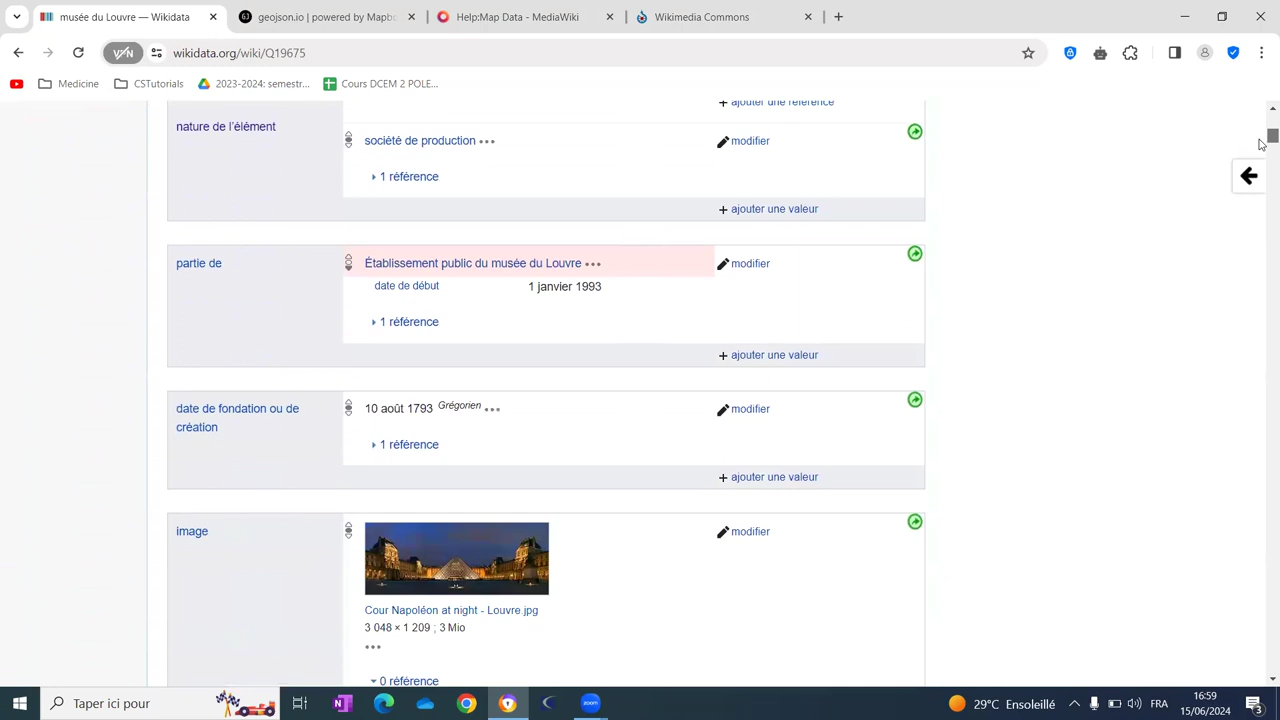 musée du Louvre — Wikidata
geojson.io | powered by Mapb
Help:Map Data - MediaWiki
Wikimedia Commons
VPN
wikidata.org/wiki/Q19675
Medicine
CSTutorials
2023-2024: semestr...
Cours DCEM 2 POLE...
+ ajouter une référence
nature de l'élément
société de production
modifier
1 référence
+ ajouter une valeur
partie de
Établissement public du musée du Louvre
modifier
date de début
1 janvier 1993
1 référence
+ ajouter une valeur
date de fondation ou de
création
10 août 1793 Grégorien
modifier
1 référence
+ ajouter une valeur
image
modifier
Cour Napoléon at night - Louvre.jpg
3 048 × 1 209 ; 3 Mio
0 référence
Taper ici pour
zoom
29°C Ensoleillé
FRA
16:59
15/06/2024
3